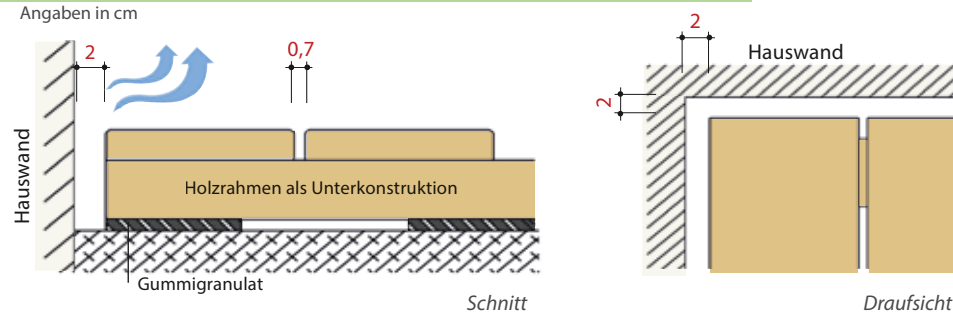 Angaben in cm
2
0,7
Hauswand
Holzrahmen als Unterkonstruktion
Gummigranulat
Schnitt
2
Hauswand
2
Draufsicht